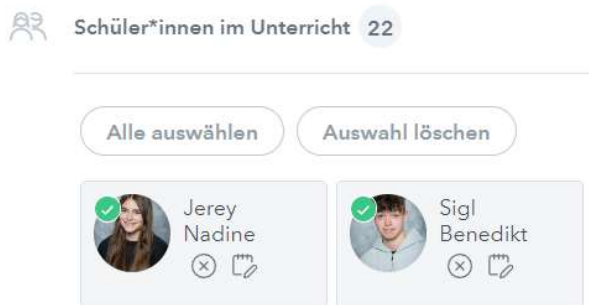 Schüler*innen im Unterricht 22
Alle auswählen Auswahl löschen
Jerey
Nadine
Sigl
Benedikt